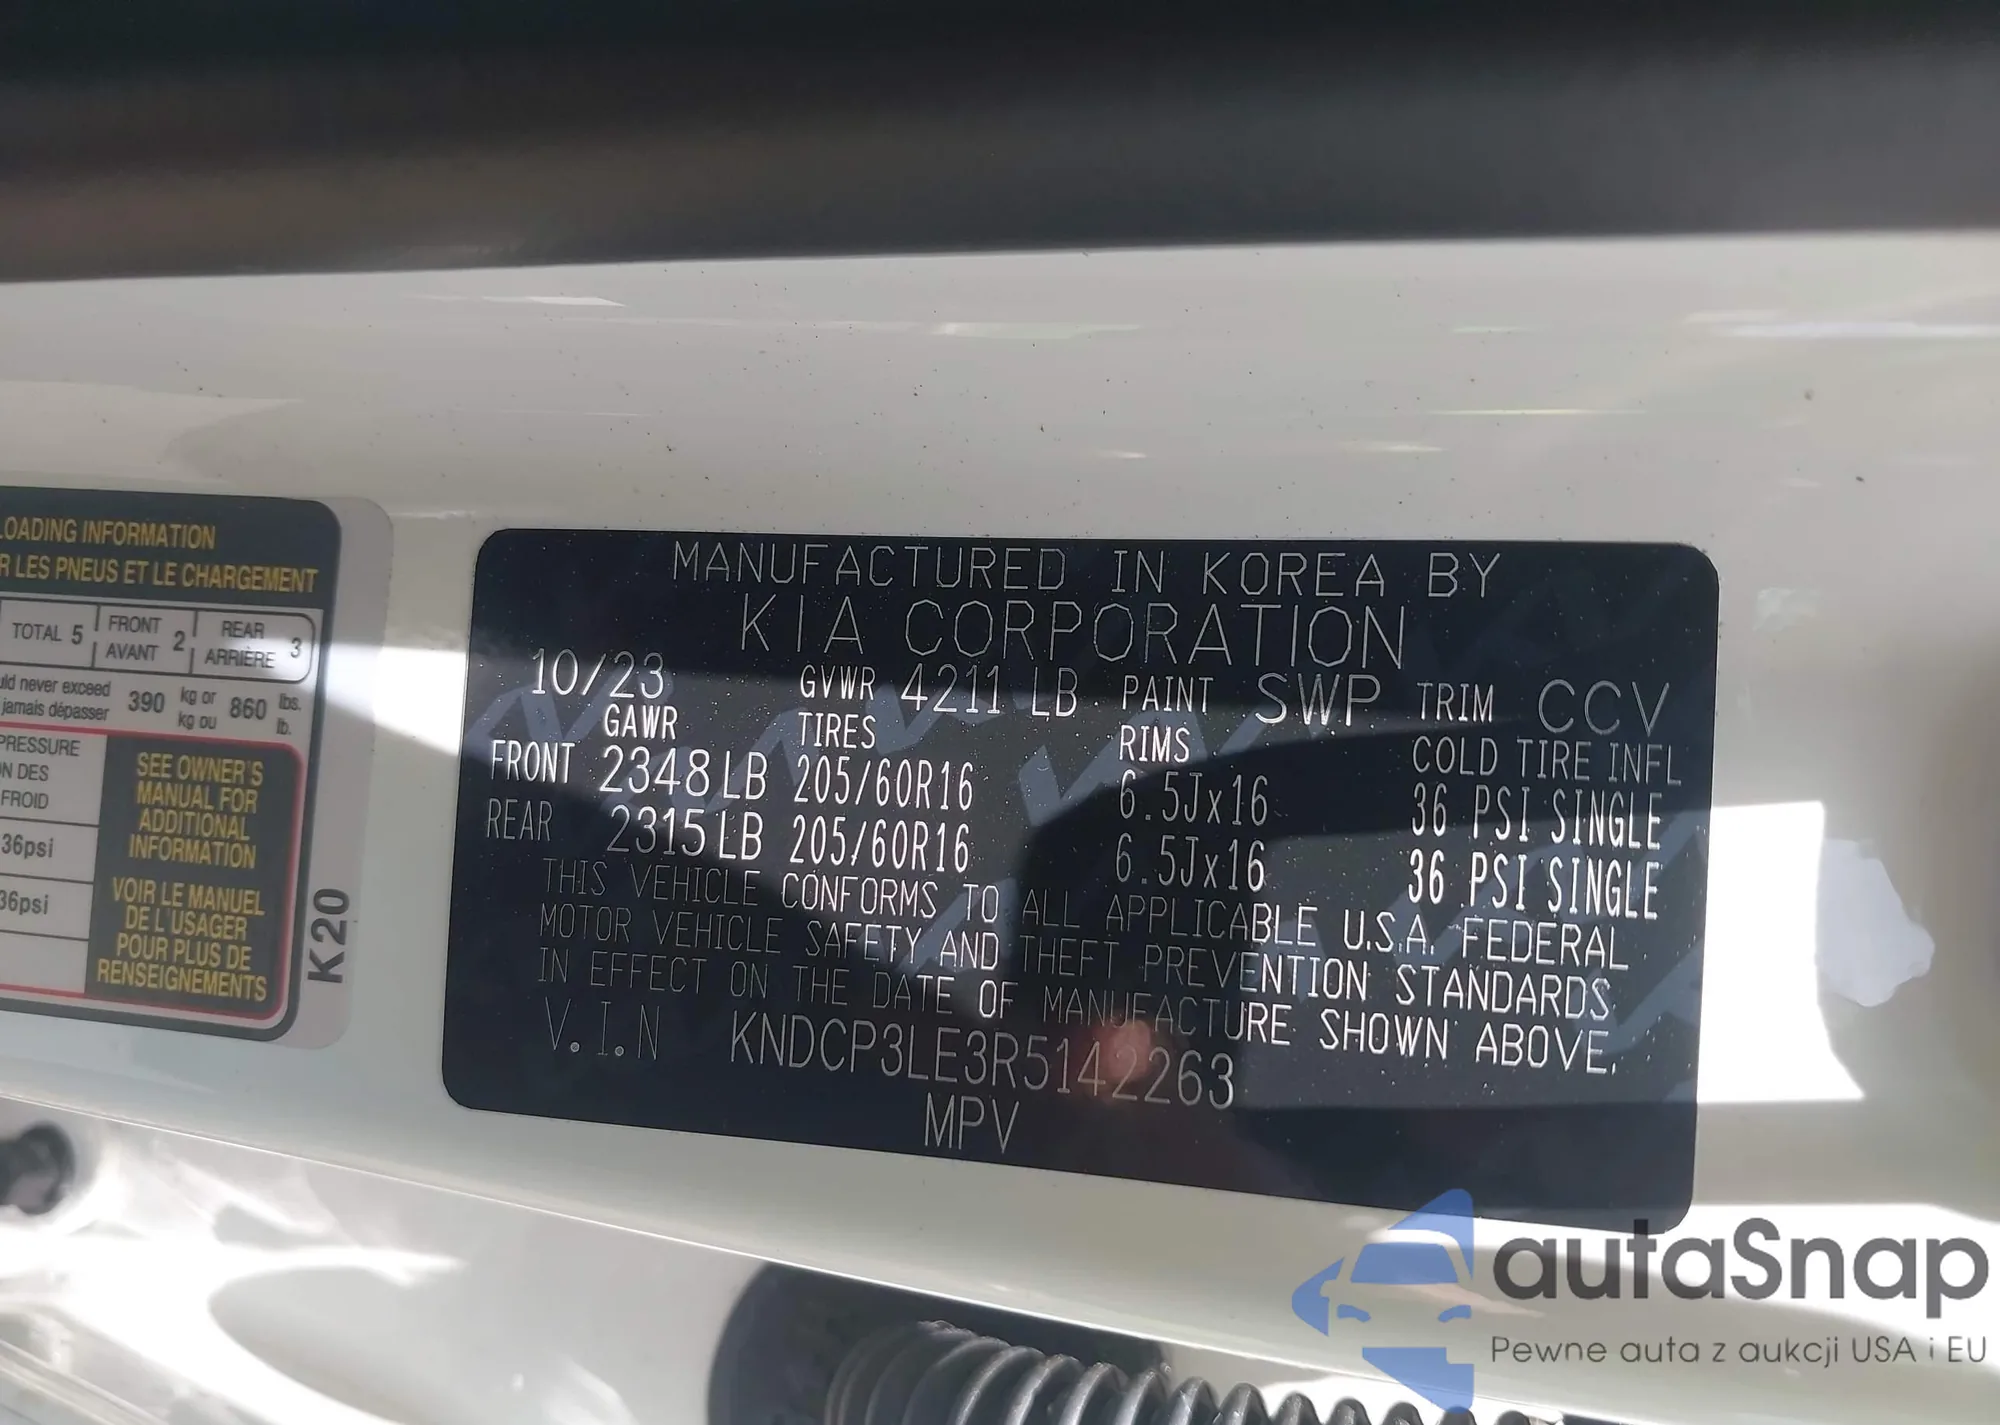 LOADING INFORMATION
R LES PNEUS ET LE CHARGEMENT
TOTAL 5 FRONT AVANT 2 REAR ARRIÈRE 3
uld never exceed 390 kg or 860 lbs.
jamais dépasser kg ou lb.
PRESSURE
ON DES
FROID
36psi
36psi
SEE OWNER'S
MANUAL FOR
ADDITIONAL
INFORMATION
VOIR LE MANUEL
DE L'USAGER
POUR PLUS DE
RENSEIGNEMENTS
K20
MANUFACTURED IN KOREA BY
KIA CORPORATION
10/23 GVWR 4211 LB PAINT SWP TRIM CCV
GAWR TIRES RIMS COLD TIRE INFL
FRONT 2348 LB 205/60R16 6.5Jx16 36 PSI SINGLE
REAR 2315 LB 205/60R16 6.5Jx16 36 PSI SINGLE
THIS VEHICLE CONFORMS TO ALL APPLICABLE U.S.A. FEDERAL
MOTOR VEHICLE SAFETY AND THEFT PREVENTION STANDARDS
IN EFFECT ON THE DATE OF MANUFACTURE SHOWN ABOVE.
V.I.N KNDCP3LE3R5142263
MPV
autaSnap
Pewne auta z aukcji USA i EU